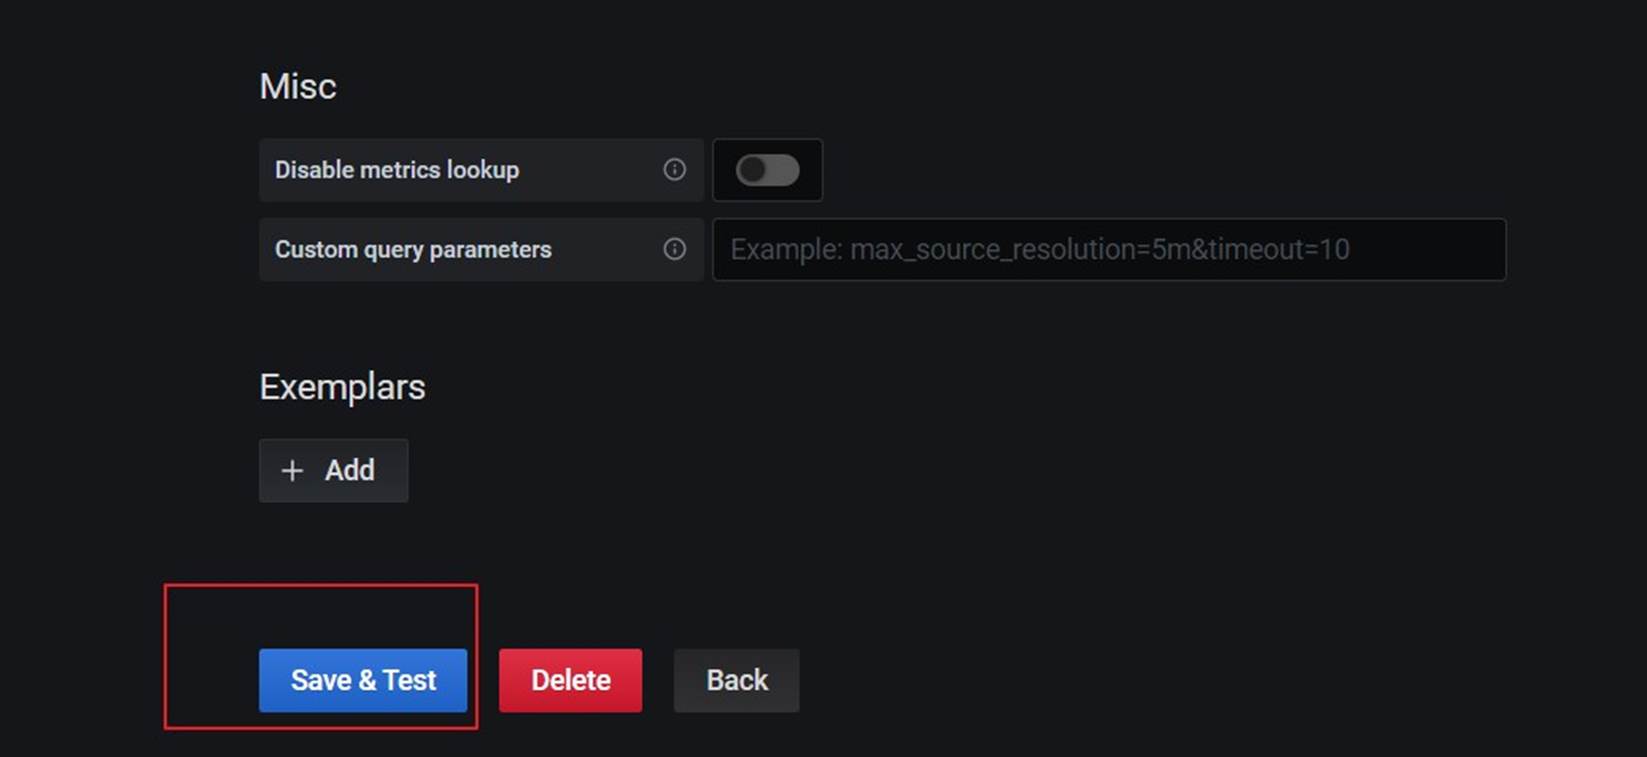 Misc
Disable metrics lookup
Custom query parameters
Example: max_source_resolution=5m&timeout=10
Exemplars
+ Add
Save & Test
Delete
Back